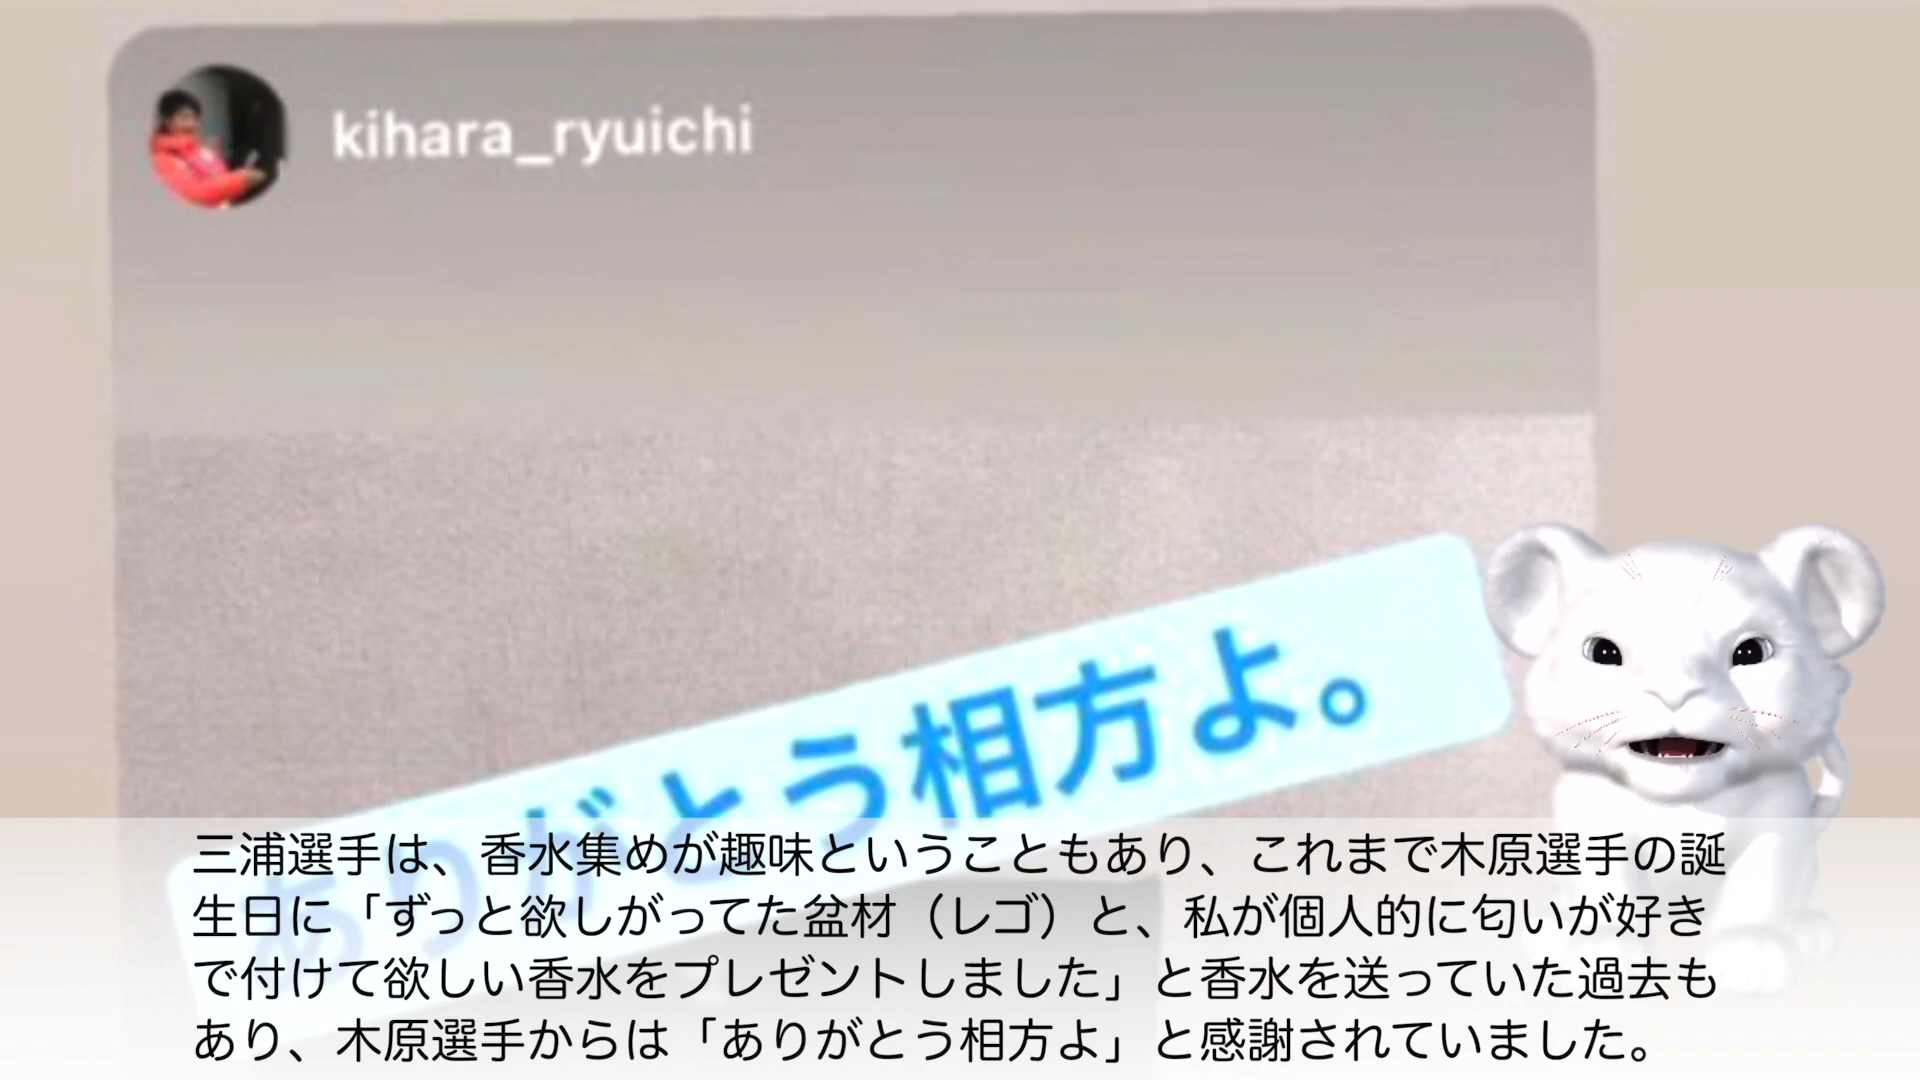 kihara_ryuichi
ありがとう相方よ。
三浦選手は、香水集めが趣味ということもあり、これまで木原選手の誕
生日に「ずっと欲しがってた盆材（レゴ）と、私が個人的に匂いが好き
で付けて欲しい香水をプレゼントしました」と香水を送っていた過去も
あり、木原選手からは「ありがとう相方よ」と感謝されていました。